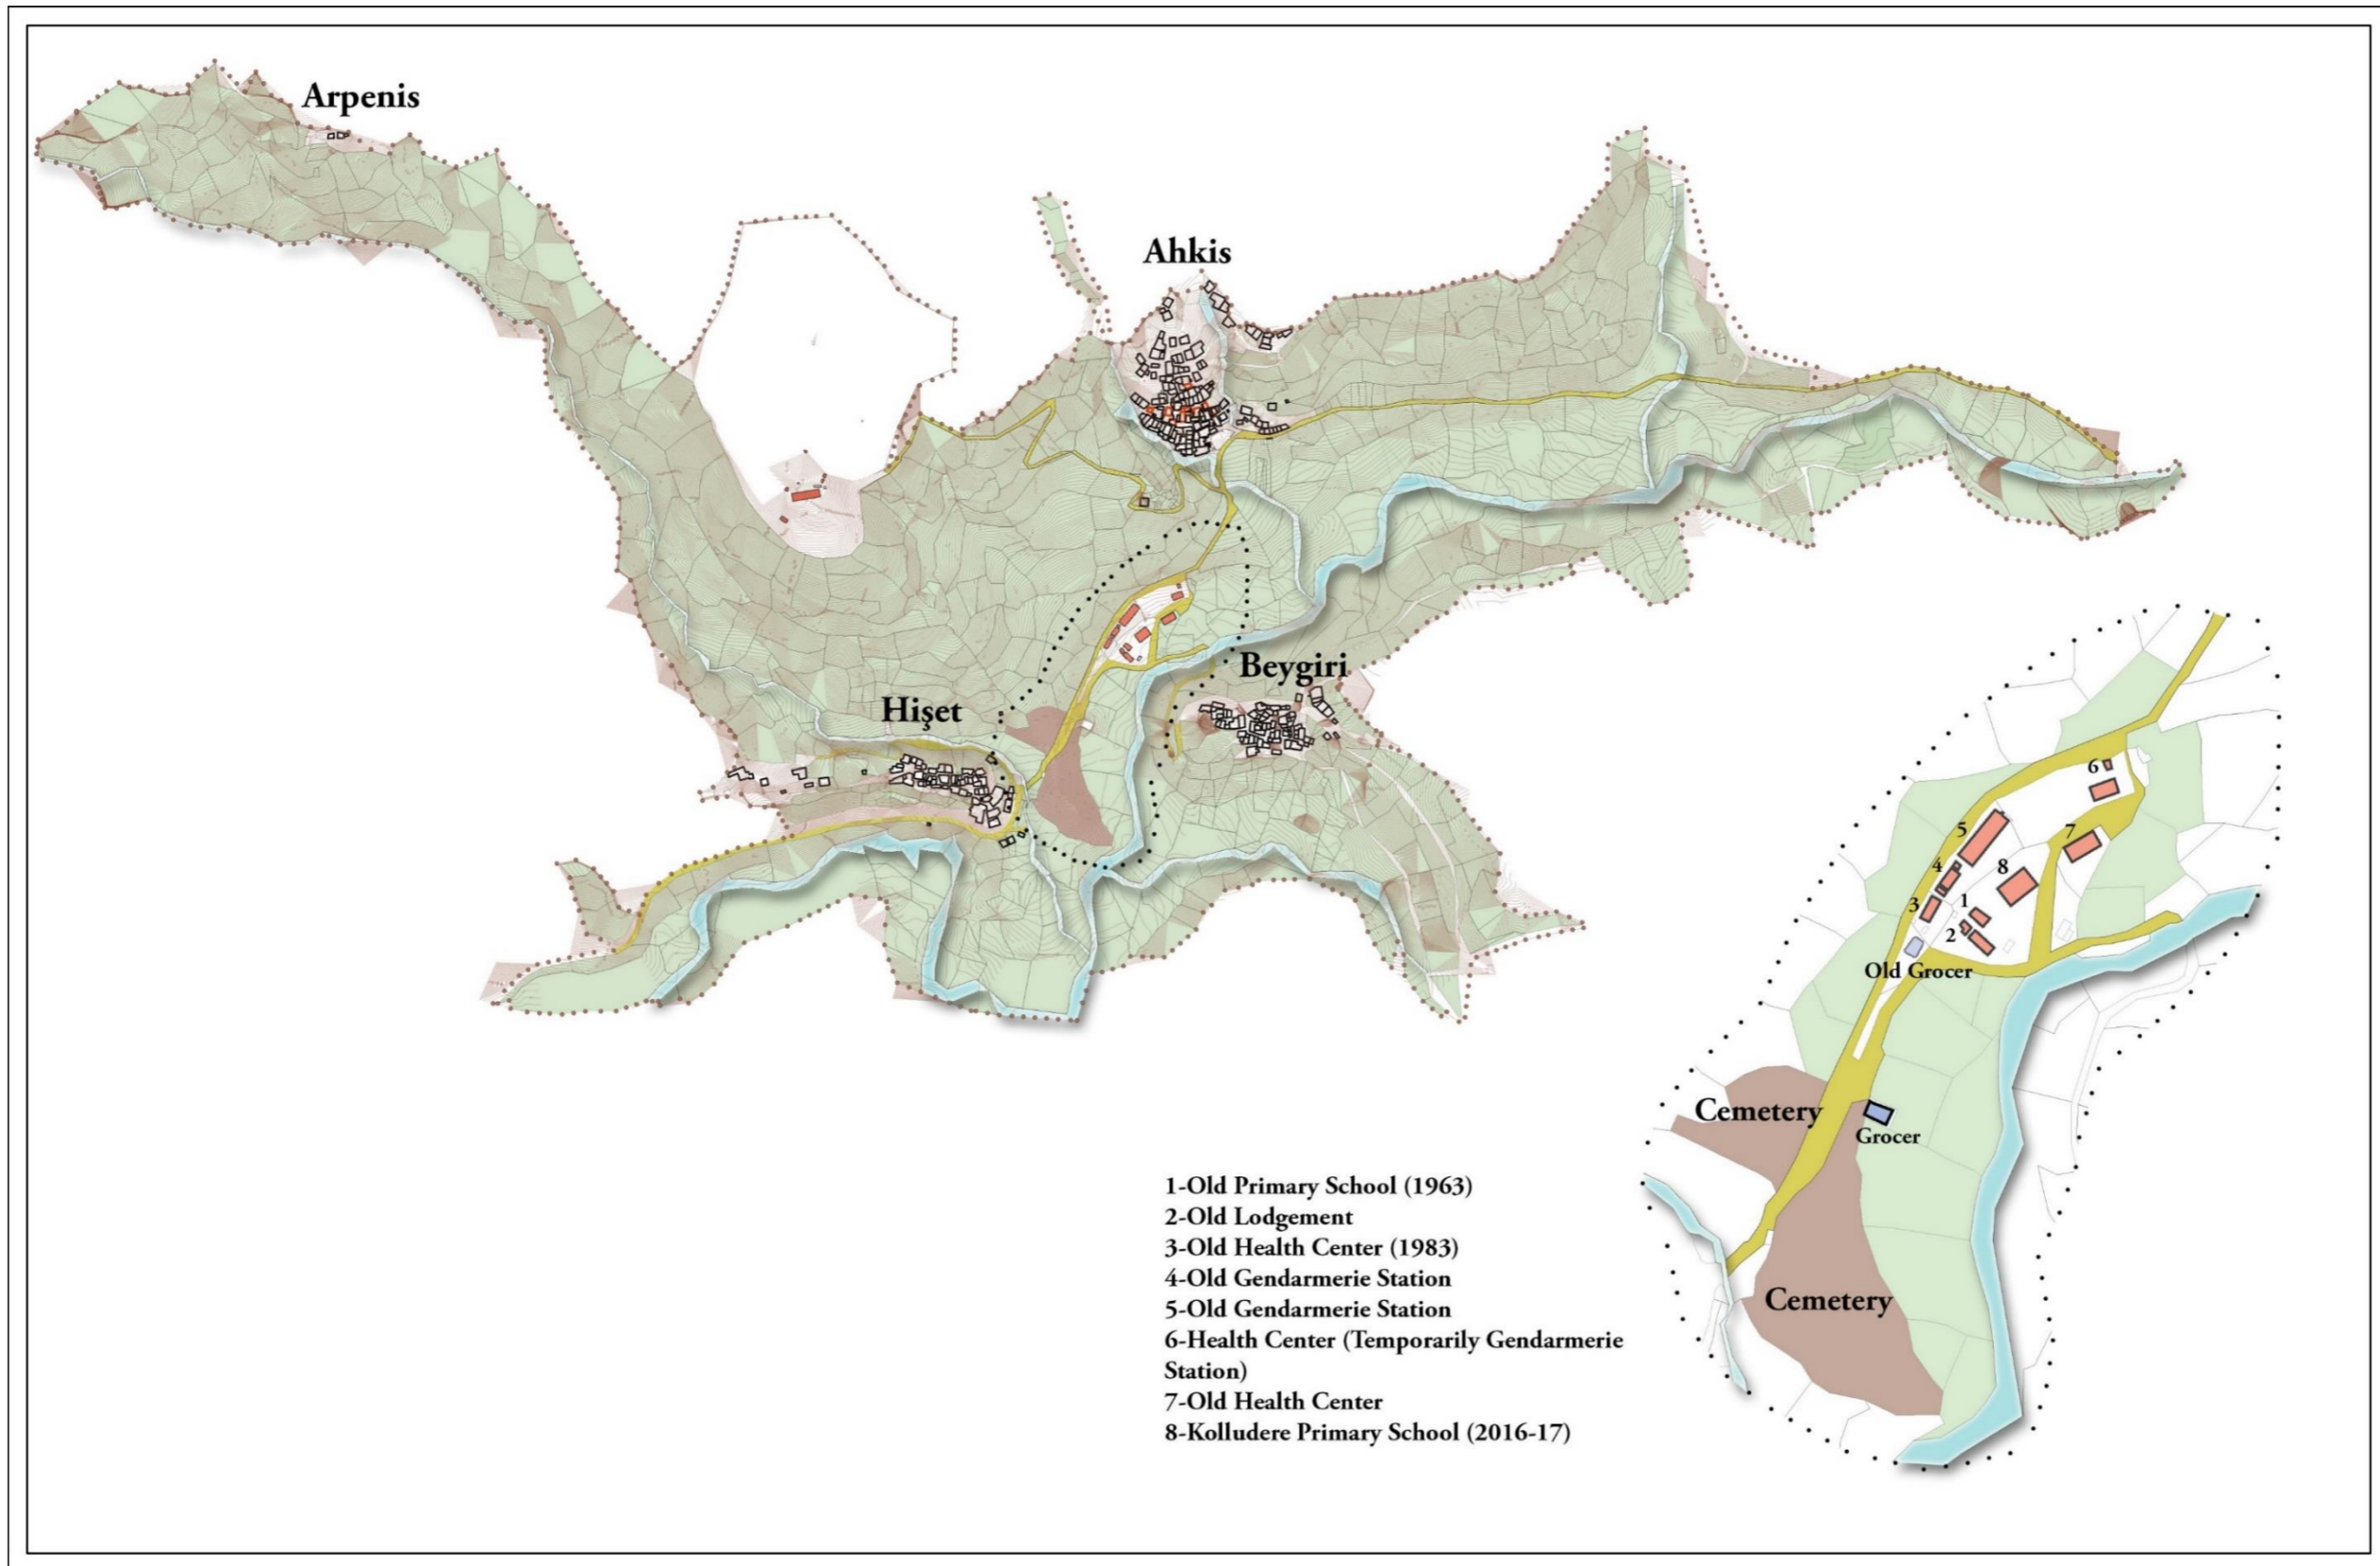 Arpenis
Ahkis
Beygiri
Hişet
6
5
7
4
8
3
1
2
Old Grocer
Cemetery
Grocer
Cemetery
1-Old Primary School (1963)
2-Old Lodgement
3-Old Health Center (1983)
4-Old Gendarmerie Station
5-Old Gendarmerie Station
6-Health Center (Temporarily Gendarmerie
Station)
7-Old Health Center
8-Kolludere Primary School (2016-17)